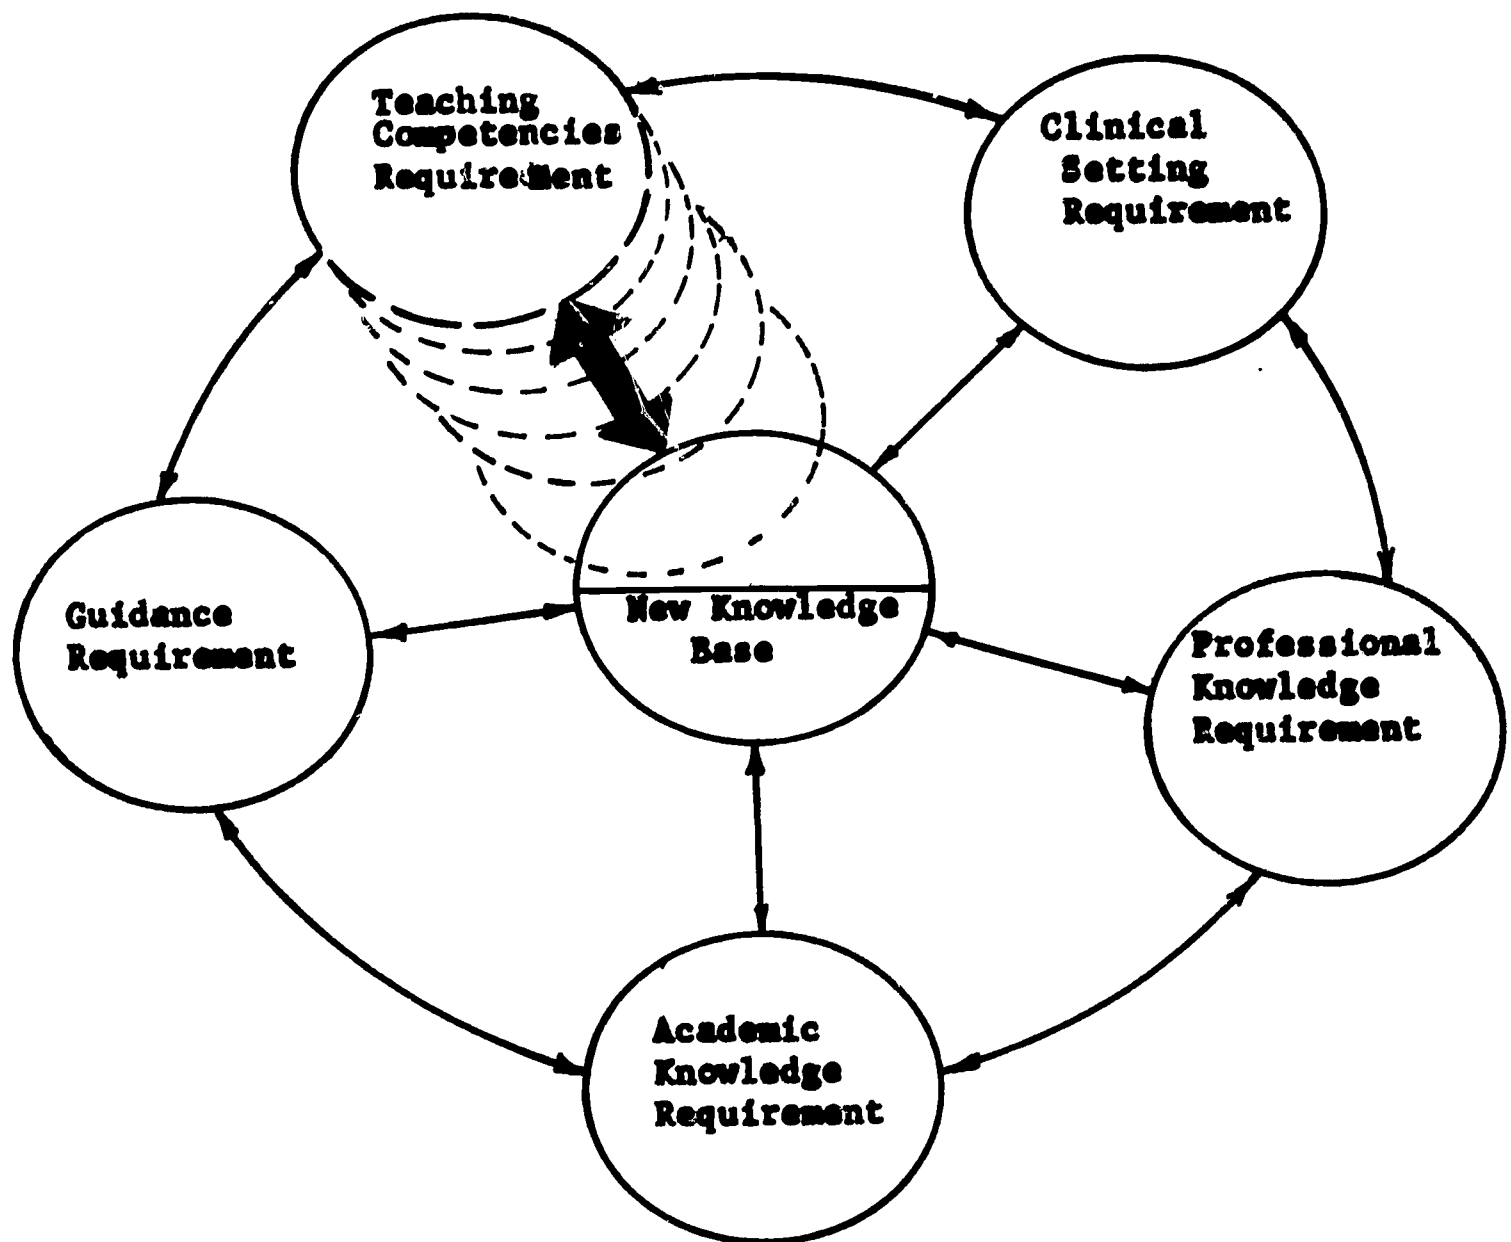 Teaching
Competencies
Requirement
Clinical
Setting
Requirement
Guidance
Requirement
New Knowledge
Base
Professional
Knowledge
Requirement
Academic
Knowledge
Requirement